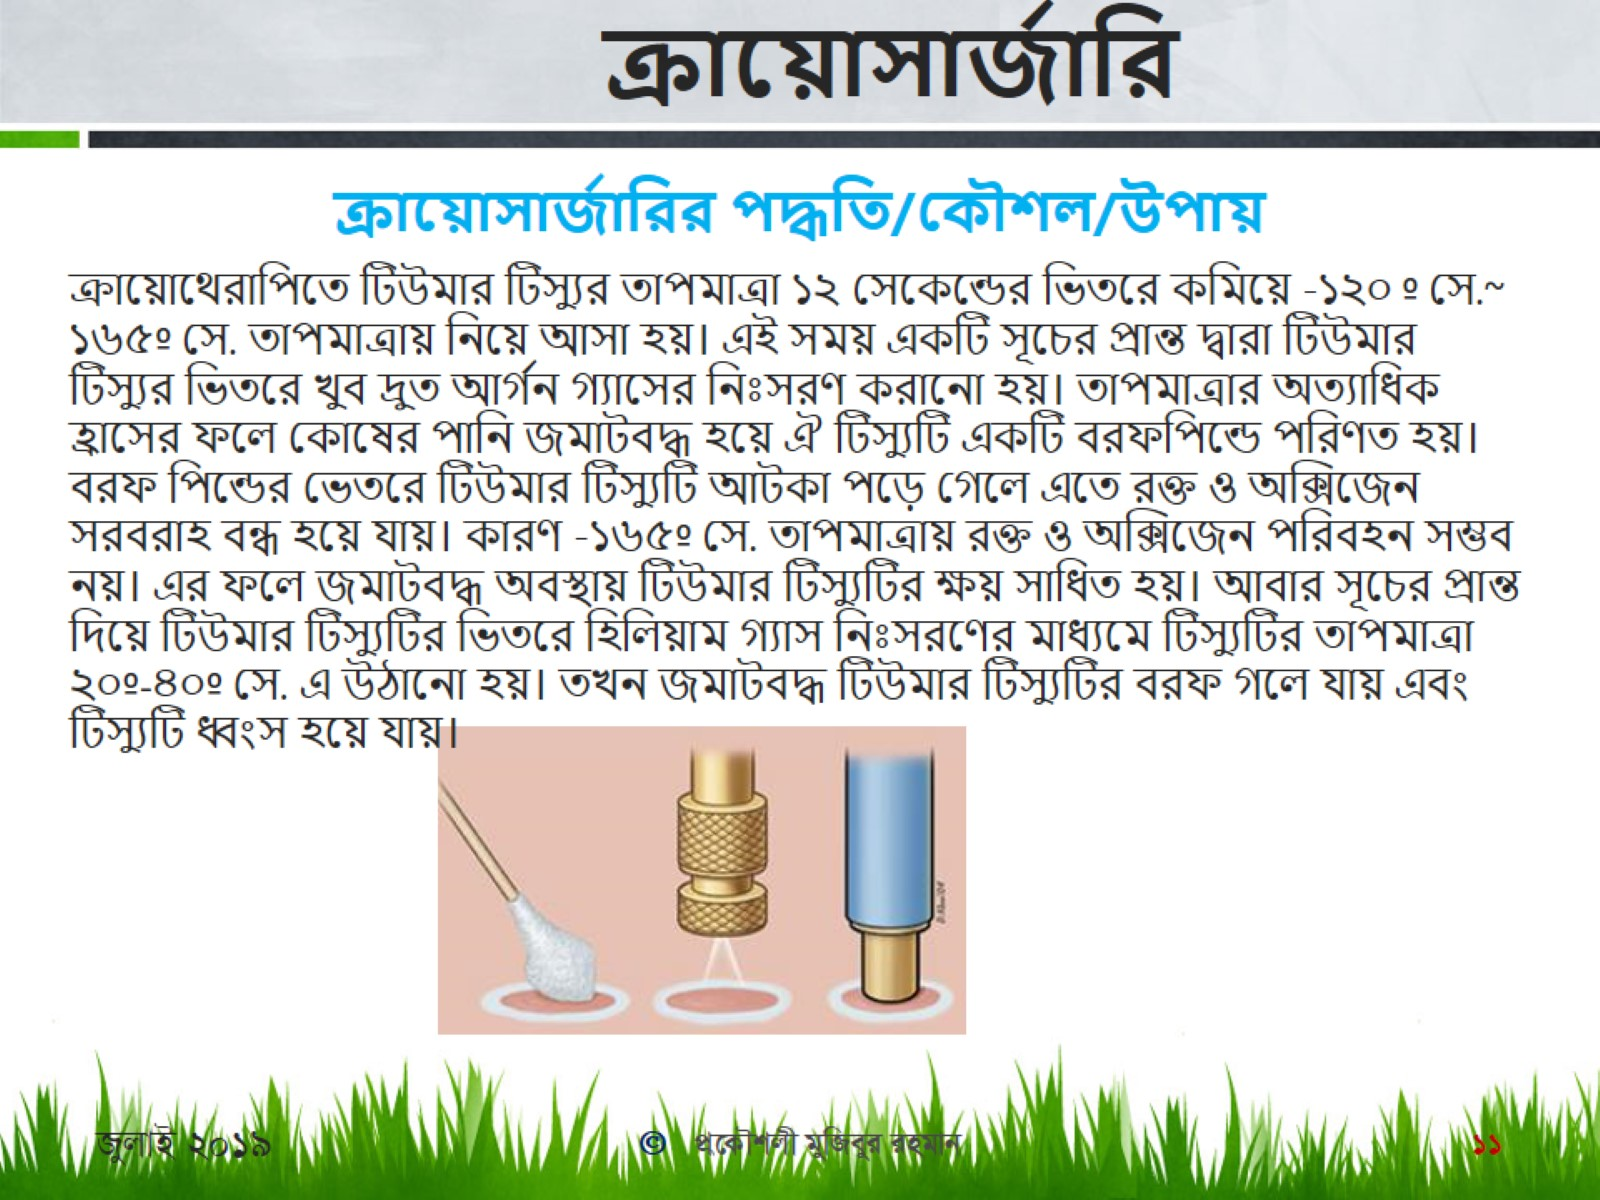 ক্রায়োসার্জারি
ক্রায়োসার্জারির পদ্ধতি/কৌশল/উপায়
ক্রায়োথেরাপিতে টিউমার টিস্যুর তাপমাত্রা ১২ সেকেন্ডের ভিতরে কমিয়ে -১২০ º সে.~
১৬৫º সে. তাপমাত্রায় নিয়ে আসা হয়। এই সময় একটি সূচের প্রান্ত দ্বারা টিউমার
টিস্যুর ভিতরে খুব দ্রুত আর্গন গ্যাসের নিঃসরণ করানো হয়। তাপমাত্রার অত্যাধিক
হ্রাসের ফলে কোষের পানি জমাটবদ্ধ হয়ে ঐ টিস্যুটি একটি বরফপিন্ডে পরিণত হয়।
বরফ পিন্ডের ভেতরে টিউমার টিস্যুটি আটকা পড়ে গেলে এতে রক্ত ও অক্সিজেন
সরবরাহ বন্ধ হয়ে যায়। কারণ -১৬৫º সে. তাপমাত্রায় রক্ত ও অক্সিজেন পরিবহন সম্ভব
নয়। এর ফলে জমাটবদ্ধ অবস্থায় টিউমার টিস্যুটির ক্ষয় সাধিত হয়। আবার সূচের প্রান্ত
দিয়ে টিউমার টিস্যুটির ভিতরে হিলিয়াম গ্যাস নিঃসরণের মাধ্যমে টিস্যুটির তাপমাত্রা
২০º-৪০º সে. এ উঠানো হয়। তখন জমাটবদ্ধ টিউমার টিস্যুটির বরফ গলে যায় এবং
টিস্যুটি ধ্বংস হয়ে যায়।
জুলাই ২০১৯
© প্রকৌশলী মুজিবুর রহমান
১১